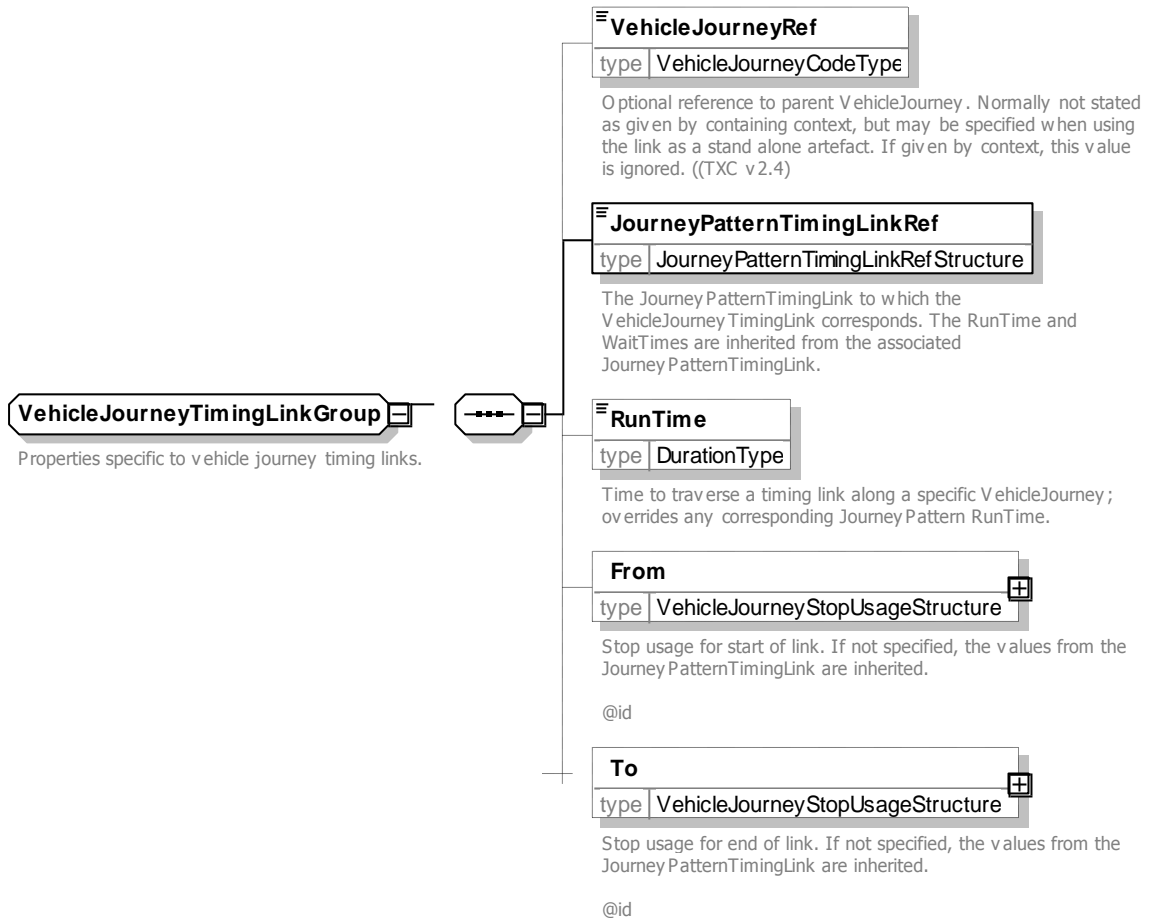 VehicleJourneyRef
type VehicleJourneyCodeType
Optional reference to parent VehicleJourney. Normally not stated
as given by containing context, but may be specified when using
the link as a stand alone artefact. If given by context, this value
is ignored. ((TXC v2.4)
JourneyPatternTimingLinkRef
type JourneyPatternTimingLinkRefStructure
The JourneyPatternTimingLink to which the
VehicleJourneyTimingLink corresponds. The RunTime and
WaitTimes are inherited from the associated
JourneyPatternTimingLink.
VehicleJourneyTimingLinkGroup
Properties specific to vehicle journey timing links.
RunTime
type DurationType
Time to traverse a timing link along a specific VehicleJourney;
overrides any corresponding JourneyPattern RunTime.
From
type VehicleJourneyStopUsageStructure
Stop usage for start of link. If not specified, the values from the
JourneyPatternTimingLink are inherited.
@id
To
type VehicleJourneyStopUsageStructure
Stop usage for end of link. If not specified, the values from the
JourneyPatternTimingLink are inherited.
@id